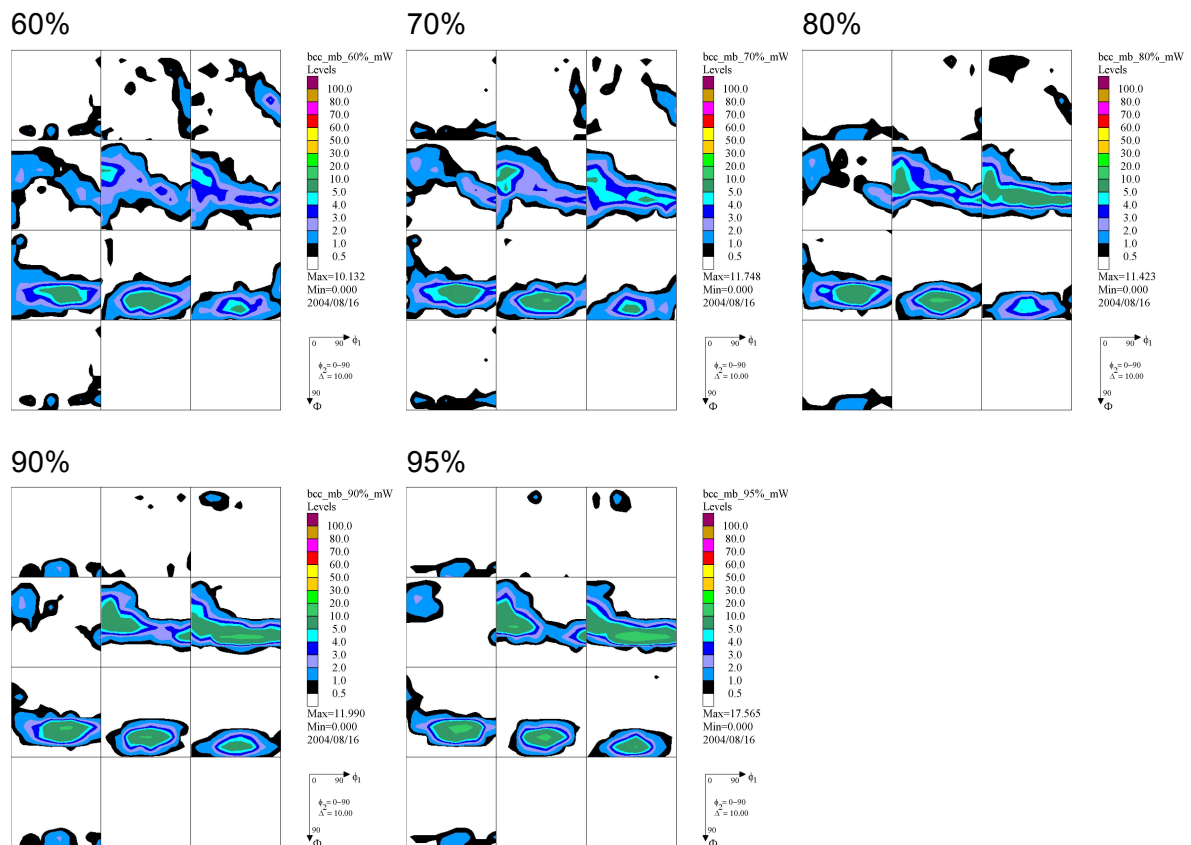 60%
bcc_mb_60%_mW
Levels
100.0
80.0
70.0
60.0
50.0
30.0
20.0
10.0
5.0
4.0
3.0
2.0
1.0
0.5
Max=10.132
Min=0.000
2004/08/16
0 90 ϕ1
ϕ2=0-90
Δ=10.00
90
Φ
70%
bcc_mb_70%_mW
Levels
100.0
80.0
70.0
60.0
50.0
30.0
20.0
10.0
5.0
4.0
3.0
2.0
1.0
0.5
Max=11.748
Min=0.000
2004/08/16
0 90 ϕ1
ϕ2=0-90
Δ=10.00
90
Φ
80%
bcc_mb_80%_mW
Levels
100.0
80.0
70.0
60.0
50.0
30.0
20.0
10.0
5.0
4.0
3.0
2.0
1.0
0.5
Max=11.423
Min=0.000
2004/08/16
0 90 ϕ1
ϕ2=0-90
Δ=10.00
90
Φ
90%
bcc_mb_90%_mW
Levels
100.0
80.0
70.0
60.0
50.0
30.0
20.0
10.0
5.0
4.0
3.0
2.0
1.0
0.5
Max=11.990
Min=0.000
2004/08/16
0 90 ϕ1
ϕ2=0-90
Δ=10.00
90
Φ
95%
bcc_mb_95%_mW
Levels
100.0
80.0
70.0
60.0
50.0
30.0
20.0
10.0
5.0
4.0
3.0
2.0
1.0
0.5
Max=17.565
Min=0.000
2004/08/16
0 90 ϕ1
ϕ2=0-90
Δ=10.00
90
Φ